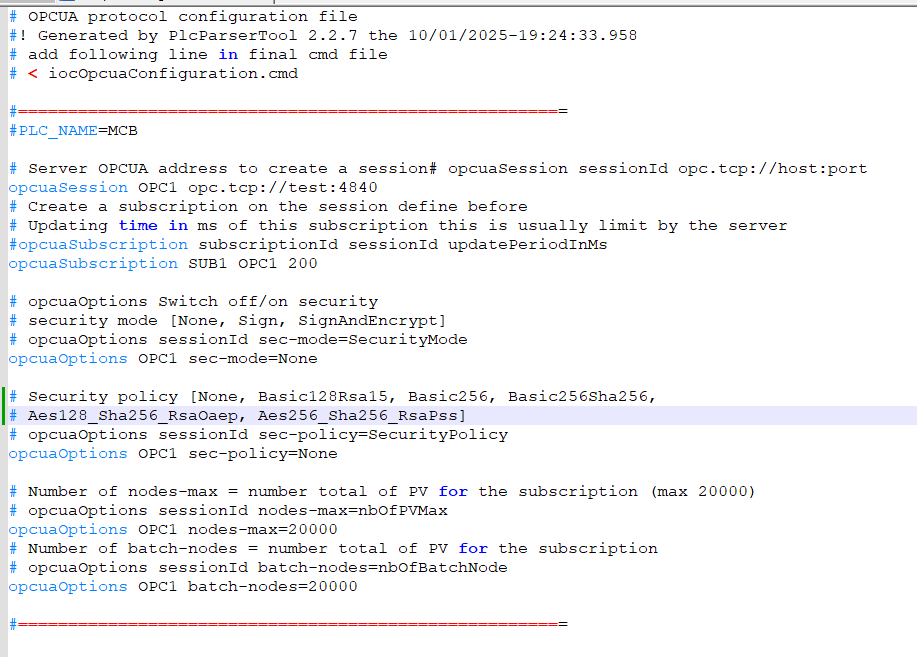 # OPCUA protocol configuration file
#! Generated by PlcParserTool 2.2.7 the 10/01/2025-19:24:33.958
# add following line in final cmd file
# < iocOpcuaConfiguration.cmd

#=======================================================
#PLC_NAME=MCB

# Server OPCUA address to create a session# opcuaSession sessionId opc.tcp://host:port
opcuaSession OPC1 opc.tcp://test:4840
# Create a subscription on the session define before
# Updating time in ms of this subscription this is usually limit by the server
#opcuaSubscription subscriptionId sessionId updatePeriodInMs
opcuaSubscription SUB1 OPC1 200

# opcuaOptions Switch off/on security
# security mode [None, Sign, SignAndEncrypt]
# opcuaOptions sessionId sec-mode=SecurityMode
opcuaOptions OPC1 sec-mode=None

# Security policy [None, Basic128Rsa15, Basic256, Basic256Sha256,
# Aes128_Sha256_RsaOaep, Aes256_Sha256_RsaPss]
# opcuaOptions sessionId sec-policy=SecurityPolicy
opcuaOptions OPC1 sec-policy=None

# Number of nodes-max = number total of PV for the subscription (max 20000)
# opcuaOptions sessionId nodes-max=nbOfPVMax
opcuaOptions OPC1 nodes-max=20000
# Number of batch-nodes = number total of PV for the subscription
# opcuaOptions sessionId batch-nodes=nbOfBatchNode
opcuaOptions OPC1 batch-nodes=20000

#=======================================================